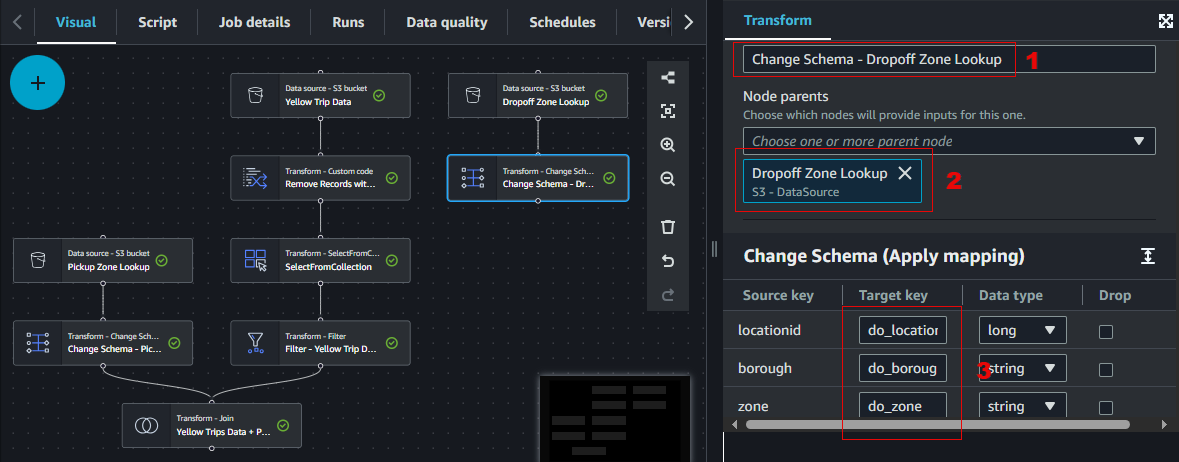 Visual Script Job details Runs Data quality Schedules Versi
Transform
Change Schema - Dropoff Zone Lookup
1
Node parents
Choose which nodes will provide inputs for this one.
Choose one or more parent node
Dropoff Zone Lookup
S3 - DataSource
2
Change Schema (Apply mapping)
Source key Target key Data type Drop
locationid do_location long
borough do_boroug string
3
zone do_zone string
Data source - S3 bucket
Yellow Trip Data
Data source - S3 bucket
Dropoff Zone Lookup
Transform - Custom code
Remove Records wit...
Transform - Change Sch...
Change Schema - Dr...
Data source - S3 bucket
Pickup Zone Lookup
Transform - SelectFromC...
SelectFromCollection
Transform - Change Sch...
Change Schema - Pic...
Transform - Filter
Filter - Yellow Trip D...
Transform - Join
Yellow Trips Data + P...